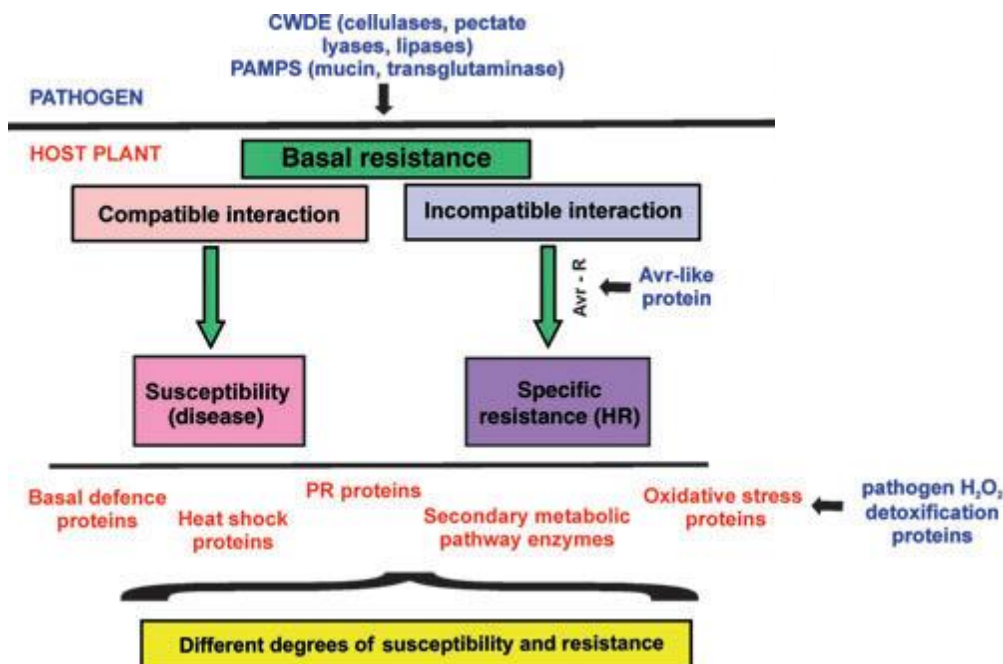 CWDE (cellulases, pectate
lyases, lipases)
PAMPS (mucin, transglutaminase)
PATHOGEN
HOST PLANT
Basal resistance
Compatible interaction
Incompatible interaction
Avr - R
Avr-like
protein
Susceptibility
(disease)
Specific
resistance (HR)
Basal defence
proteins
Heat shock
proteins
PR proteins
Secondary metabolic
pathway enzymes
Oxidative stress
proteins
pathogen H₂O₂
detoxification
proteins
Different degrees of susceptibility and resistance